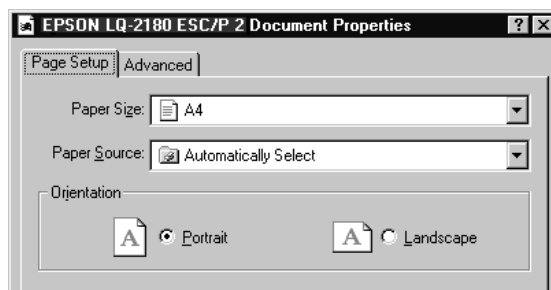 EPSON LQ-2180 ESC/P 2 Document Properties
Page Setup Advanced
Paper Size: A4
Paper Source: Automatically Select
Orientation
A Portrait A Landscape